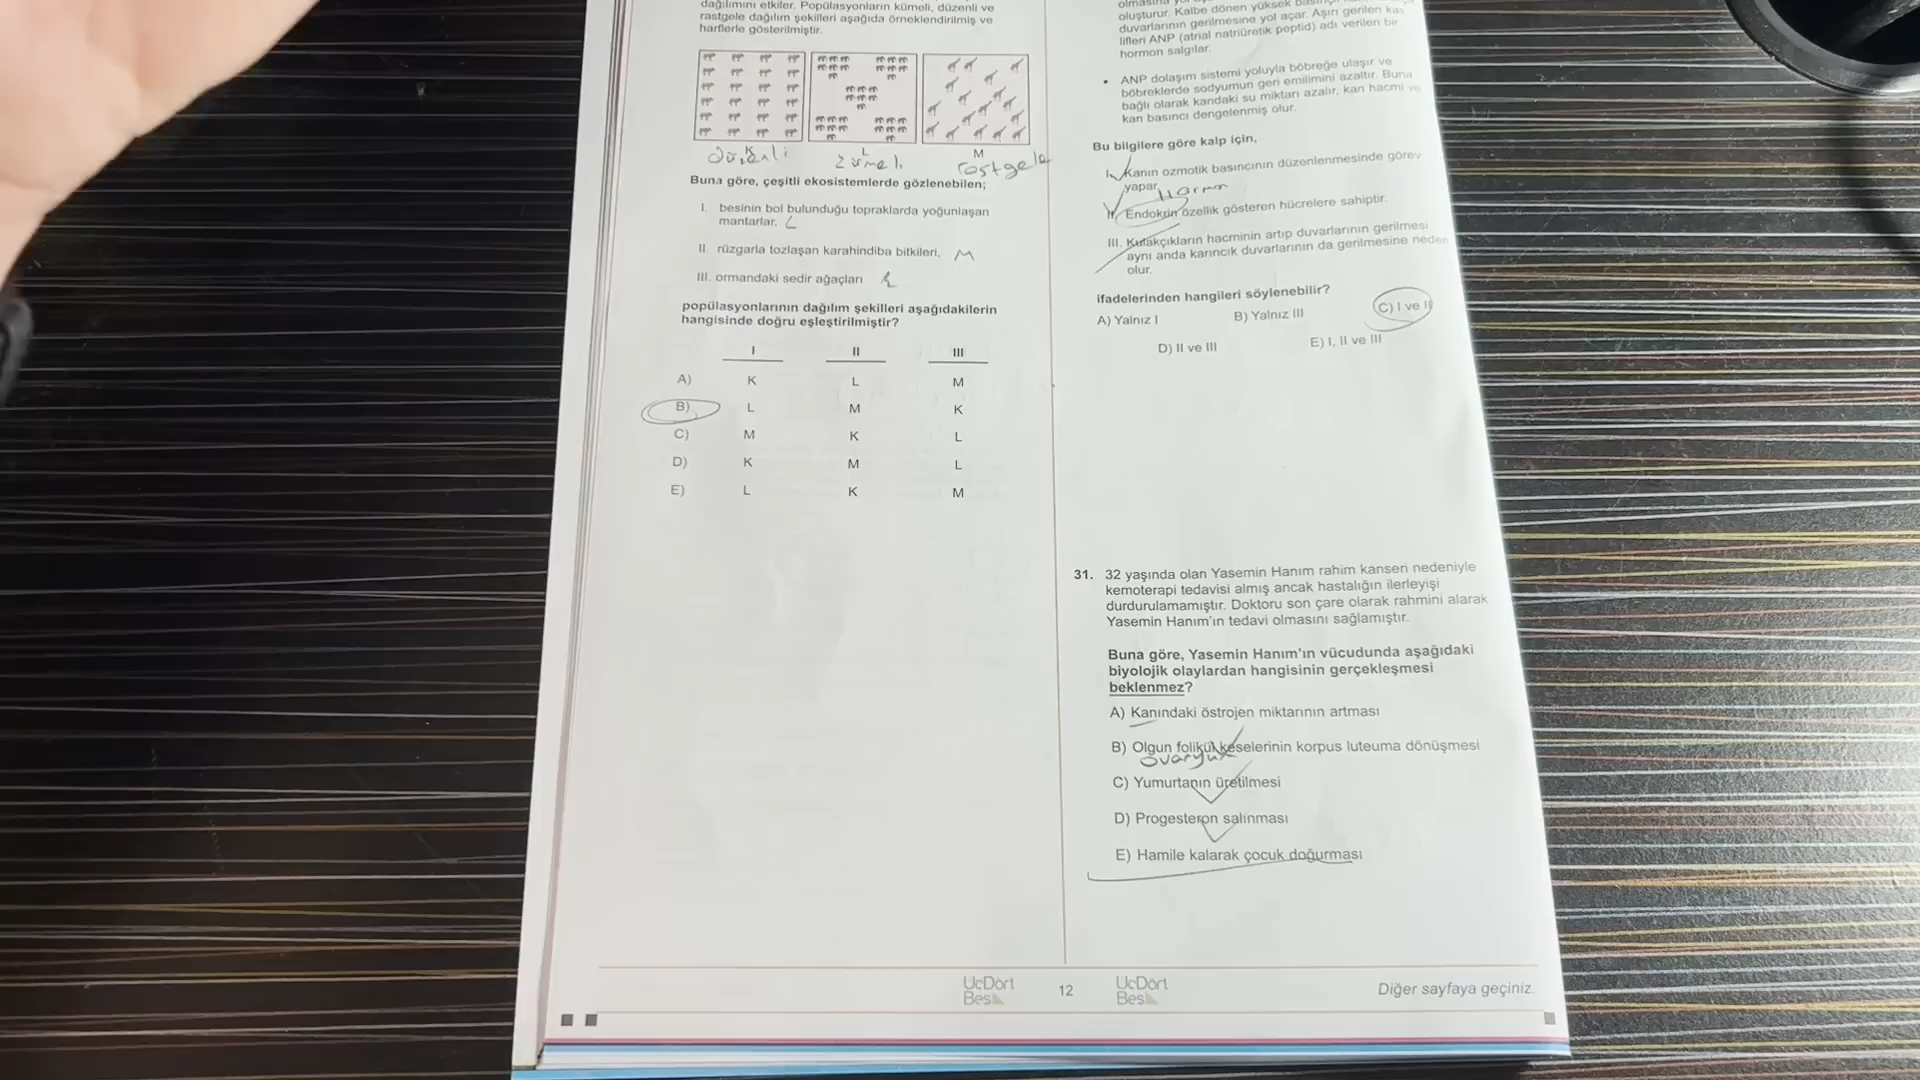 dağılımını etkiler. Popülasyonların kümeli, düzenli ve
rastgele dağılım şekilleri aşağıda örneklendirilmiş ve
harflerle gösterilmiştir.
K
L
M
düzenli
kümeli
rastgele
Buna göre, çeşitli ekosistemlerde gözlenebilen;
I. besinin bol bulunduğu topraklarda yoğunlaşan
mantarlar, L
II. rüzgarla tozlaşan karahindiba bitkileri, M
III. ormandaki sedir ağaçları
popülasyonlarının dağılım şekilleri aşağıdakilerin
hangisinde doğru eşleştirilmiştir?
I II III
A) K L M
B) L M K
C) M K L
D) K M L
E) L K M
oluşturur. Kalbe dönen yüksek
duvarlarının gerilmesine yol açar. Aşırı gerilen kas
lifleri ANP (atrial natriüretik peptid) adı verilen bir
hormon salgılar.
• ANP dolaşım sistemi yoluyla böbreğe ulaşır ve
böbreklerde sodyumun geri emilimini azaltır. Buna
bağlı olarak kandaki su miktarı azalır, kan hacmi ve
kan basıncı dengelenmiş olur.
Bu bilgilere göre kalp için,
I. Kanın ozmotik basıncının düzenlenmesinde görev
yapar.
II. Endokrin özellik gösteren hücrelere sahiptir.
III. Kulakçıkların hacminin artıp duvarlarının gerilmesi
aynı anda karıncık duvarlarının da gerilmesine neden
olur.
ifadelerinden hangileri söylenebilir?
A) Yalnız I B) Yalnız III C) I ve II
D) II ve III E) I, II ve III
31. 32 yaşında olan Yasemin Hanım rahim kanseri nedeniyle
kemoterapi tedavisi almış ancak hastalığın ilerleyişi
durdurulamamıştır. Doktoru son çare olarak rahmini alarak
Yasemin Hanım'ın tedavi olmasını sağlamıştır.
Buna göre, Yasemin Hanım'ın vücudunda aşağıdaki
biyolojik olaylardan hangisinin gerçekleşmesi
beklenmez?
A) Kanındaki östrojen miktarının artması
B) Olgun folikül keselerinin korpus luteuma dönüşmesi
C) Yumurtanın üretilmesi
D) Progesteron salınması
E) Hamile kalarak çocuk doğurması
ÜçDört
Beş
12
ÜçDört
Beş
Diğer sayfaya geçiniz.